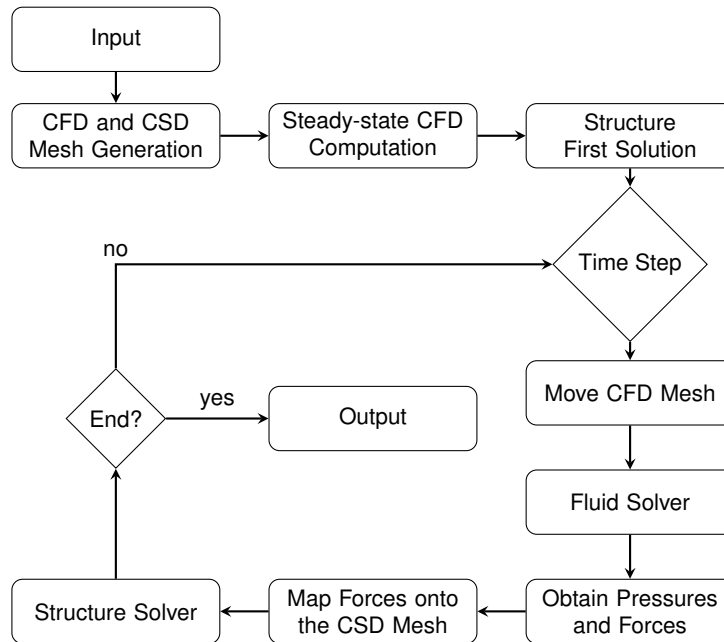 Input
CFD and CSD
Mesh Generation
Steady-state CFD
Computation
Structure
First Solution
no
Time Step
Move CFD Mesh
End?
yes
Output
Fluid Solver
Structure Solver
Map Forces onto
the CSD Mesh
Obtain Pressures
and Forces